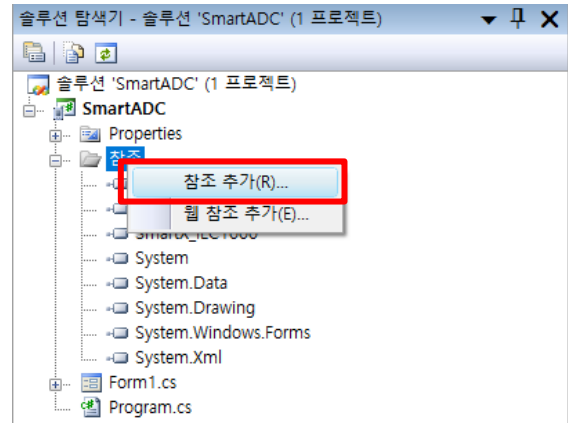 솔루션 탐색기 - 솔루션 'SmartADC' (1 프로젝트)
솔루션 'SmartADC' (1 프로젝트)
SmartADC
Properties
참조
참조 추가(R)...
웹 참조 추가(E)...
System
System.Data
System.Drawing
System.Windows.Forms
System.Xml
Form1.cs
Program.cs